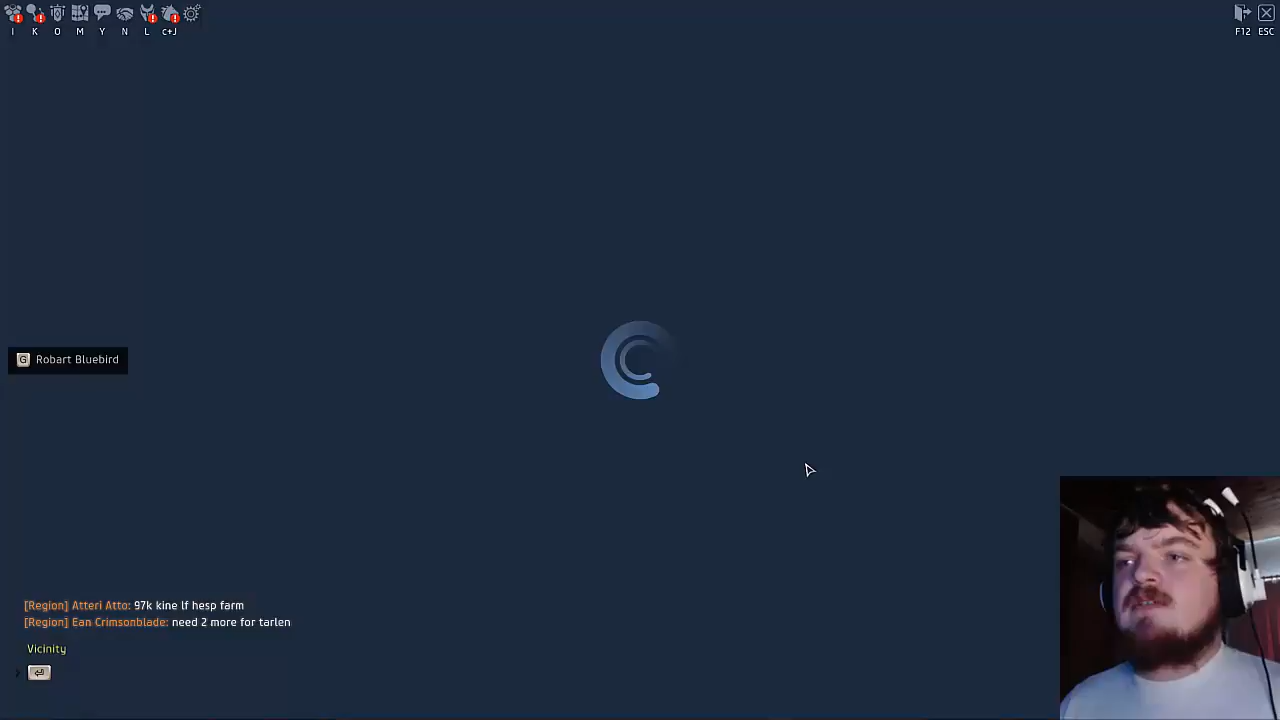 I K O M Y N L c+J
F12 ESC
G Robart Bluebird
[Region] Atteri Atto: 97k kine lf hesp farm
[Region] Ean Crimsonblade: need 2 more for tarlen
Vicinity